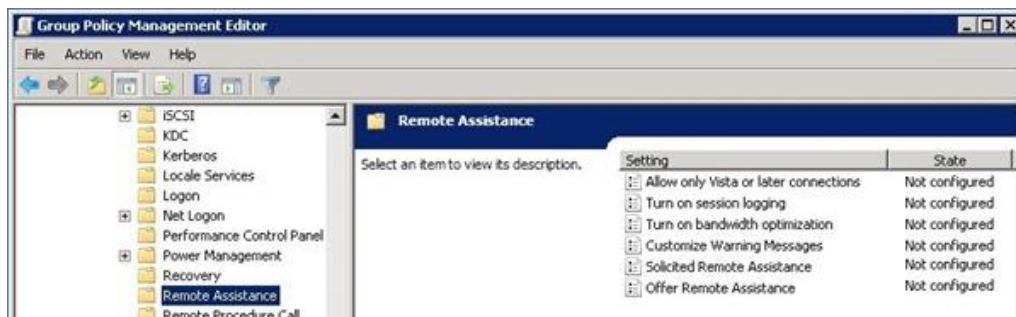 Group Policy Management Editor
File Action View Help
iSCSI
KDC
Kerberos
Locale Services
Logon
Net Logon
Performance Control Panel
Power Management
Recovery
Remote Assistance
Remote Procedure Call
Remote Assistance
Select an item to view its description.
Setting State
Allow only Vista or later connections Not configured
Turn on session logging Not configured
Turn on bandwidth optimization Not configured
Customize Warning Messages Not configured
Solicited Remote Assistance Not configured
Offer Remote Assistance Not configured